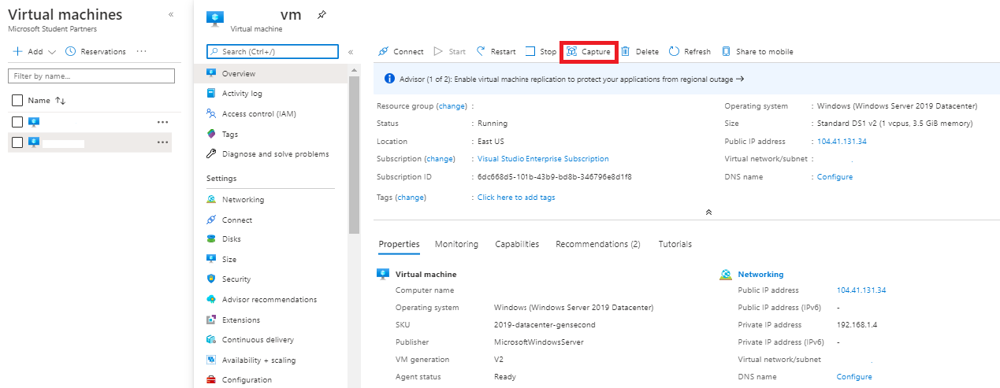 Virtual machines
«
Microsoft Student Partners
Add
Reservations
···
Filter by name...
Name
···
···
vm
Virtual machine
Search (Ctrl+/)
«
Overview
Activity log
Access control (IAM)
Tags
Diagnose and solve problems
Settings
Networking
Connect
Disks
Size
Security
Advisor recommendations
Extensions
Continuous delivery
Availability + scaling
Configuration
Connect Start Restart Stop Capture Delete Refresh Share to mobile
Advisor (1 of 2): Enable virtual machine replication to protect your applications from regional outage →
Resource group (change) :
Status : Running
Location : East US
Subscription (change) : Visual Studio Enterprise Subscription
Subscription ID : 6dc668d5-101b-43b9-bd8b-346796e8d1f8
Tags (change) : Click here to add tags
Operating system : Windows (Windows Server 2019 Datacenter)
Size : Standard DS1 v2 (1 vcpus, 3.5 GiB memory)
Public IP address : 104.41.131.34
Virtual network/subnet :
DNS name : Configure
Properties Monitoring Capabilities Recommendations (2) Tutorials
Virtual machine
Computer name
Operating system Windows (Windows Server 2019 Datacenter)
SKU 2019-datacenter-gensecond
Publisher MicrosoftWindowsServer
VM generation V2
Agent status Ready
Networking
Public IP address 104.41.131.34
Public IP address (IPv6) -
Private IP address 192.168.1.4
Private IP address (IPv6) -
Virtual network/subnet
DNS name Configure